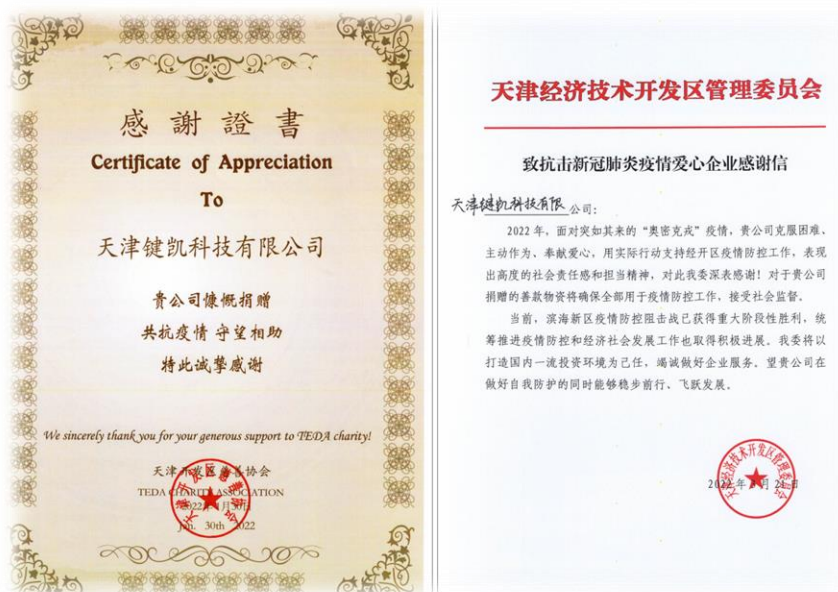 感謝證書
Certificate of Appreciation
To
天津键凯科技有限公司
貴公司慷慨捐贈
共抗疫情 守望相助
特此诚挚感谢
We sincerely thank you for your generous support to TEDA charity!
天津开发区慈善协会
TEDA CHARITY ASSOCIATION
2022年1月30日
Jan. 30th 2022
天津经济技术开发区管理委员会
致抗击新冠肺炎疫情爱心企业感谢信
天津键凯科技有限公司：
2022 年，面对突如其来的“奥密克戎”疫情，贵公司克服困难、
主动作为、奉献爱心，用实际行动支持经开区疫情防控工作，表现
出高度的社会责任感和担当精神，对此我委深表感谢！对于贵公司
捐赠的善款物资将确保全部用于疫情防控工作，接受社会监督。
当前，滨海新区疫情防控阻击战已获得重大阶段性胜利，统
筹推进疫情防控和经济社会发展工作也取得积极进展。我委将以
打造国内一流投资环境为己任，竭诚做好企业服务。望贵公司在
做好自我防护的同时能够稳步前行、飞跃发展。
天津经济技术开发区管理委员会